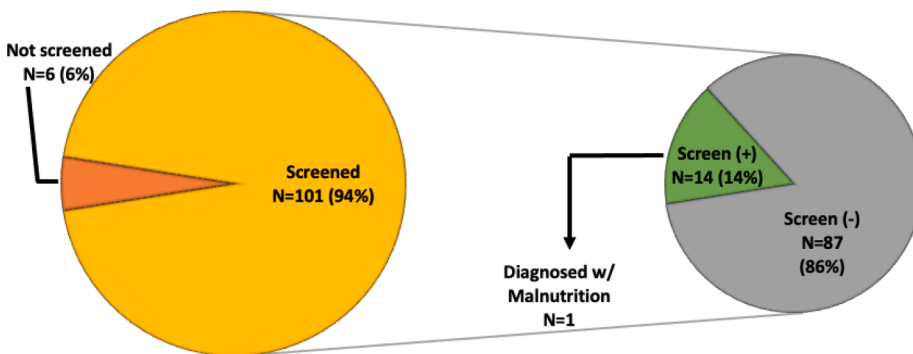 Not screened
N=6 (6%)
Screened
N=101 (94%)
Screen (+)
N=14 (14%)
Screen (-)
N=87
(86%)
Diagnosed w/
Malnutrition
N=1